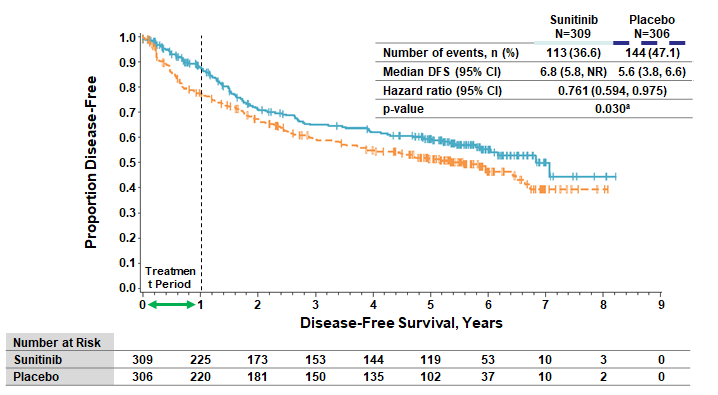 Sunitinib Placebo
N=309 N=306
Number of events, n (%) 113 (36.6) 144 (47.1)
Median DFS (95% CI) 6.8 (5.8, NR) 5.6 (3.8, 6.6)
Hazard ratio (95% CI) 0.761 (0.594, 0.975)
p-value 0.030ª
Proportion Disease-Free
1.0
0.9
0.8
0.7
0.6
0.5
0.4
0.3
0.2
0.1
0.0
Treatmen
t Period
0 1 2 3 4 5 6 7 8 9
Disease-Free Survival, Years
Number at Risk
Sunitinib 309 225 173 153 144 119 53 10 3 0
Placebo 306 220 181 150 135 102 37 10 2 0